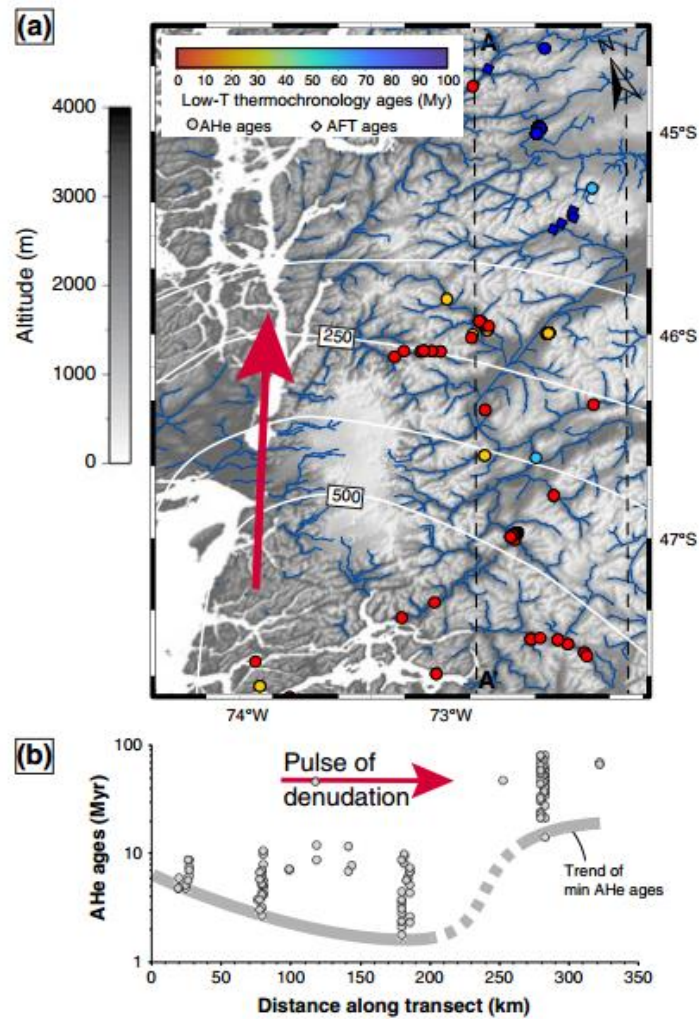 (a)
A
N
0 10 20 30 40 50 60 70 80 90 100
Low-T thermochronology ages (My)
AHe ages AFT ages
4000
3000
2000
1000
0
Altitude (m)
45°S
46°S
47°S
250
500
A'
74°W 73°W
(b)
100
10
1
AHe ages (Myr)
Pulse of
denudation
Trend of
min AHe ages
0 50 100 150 200 250 300 350
Distance along transect (km)